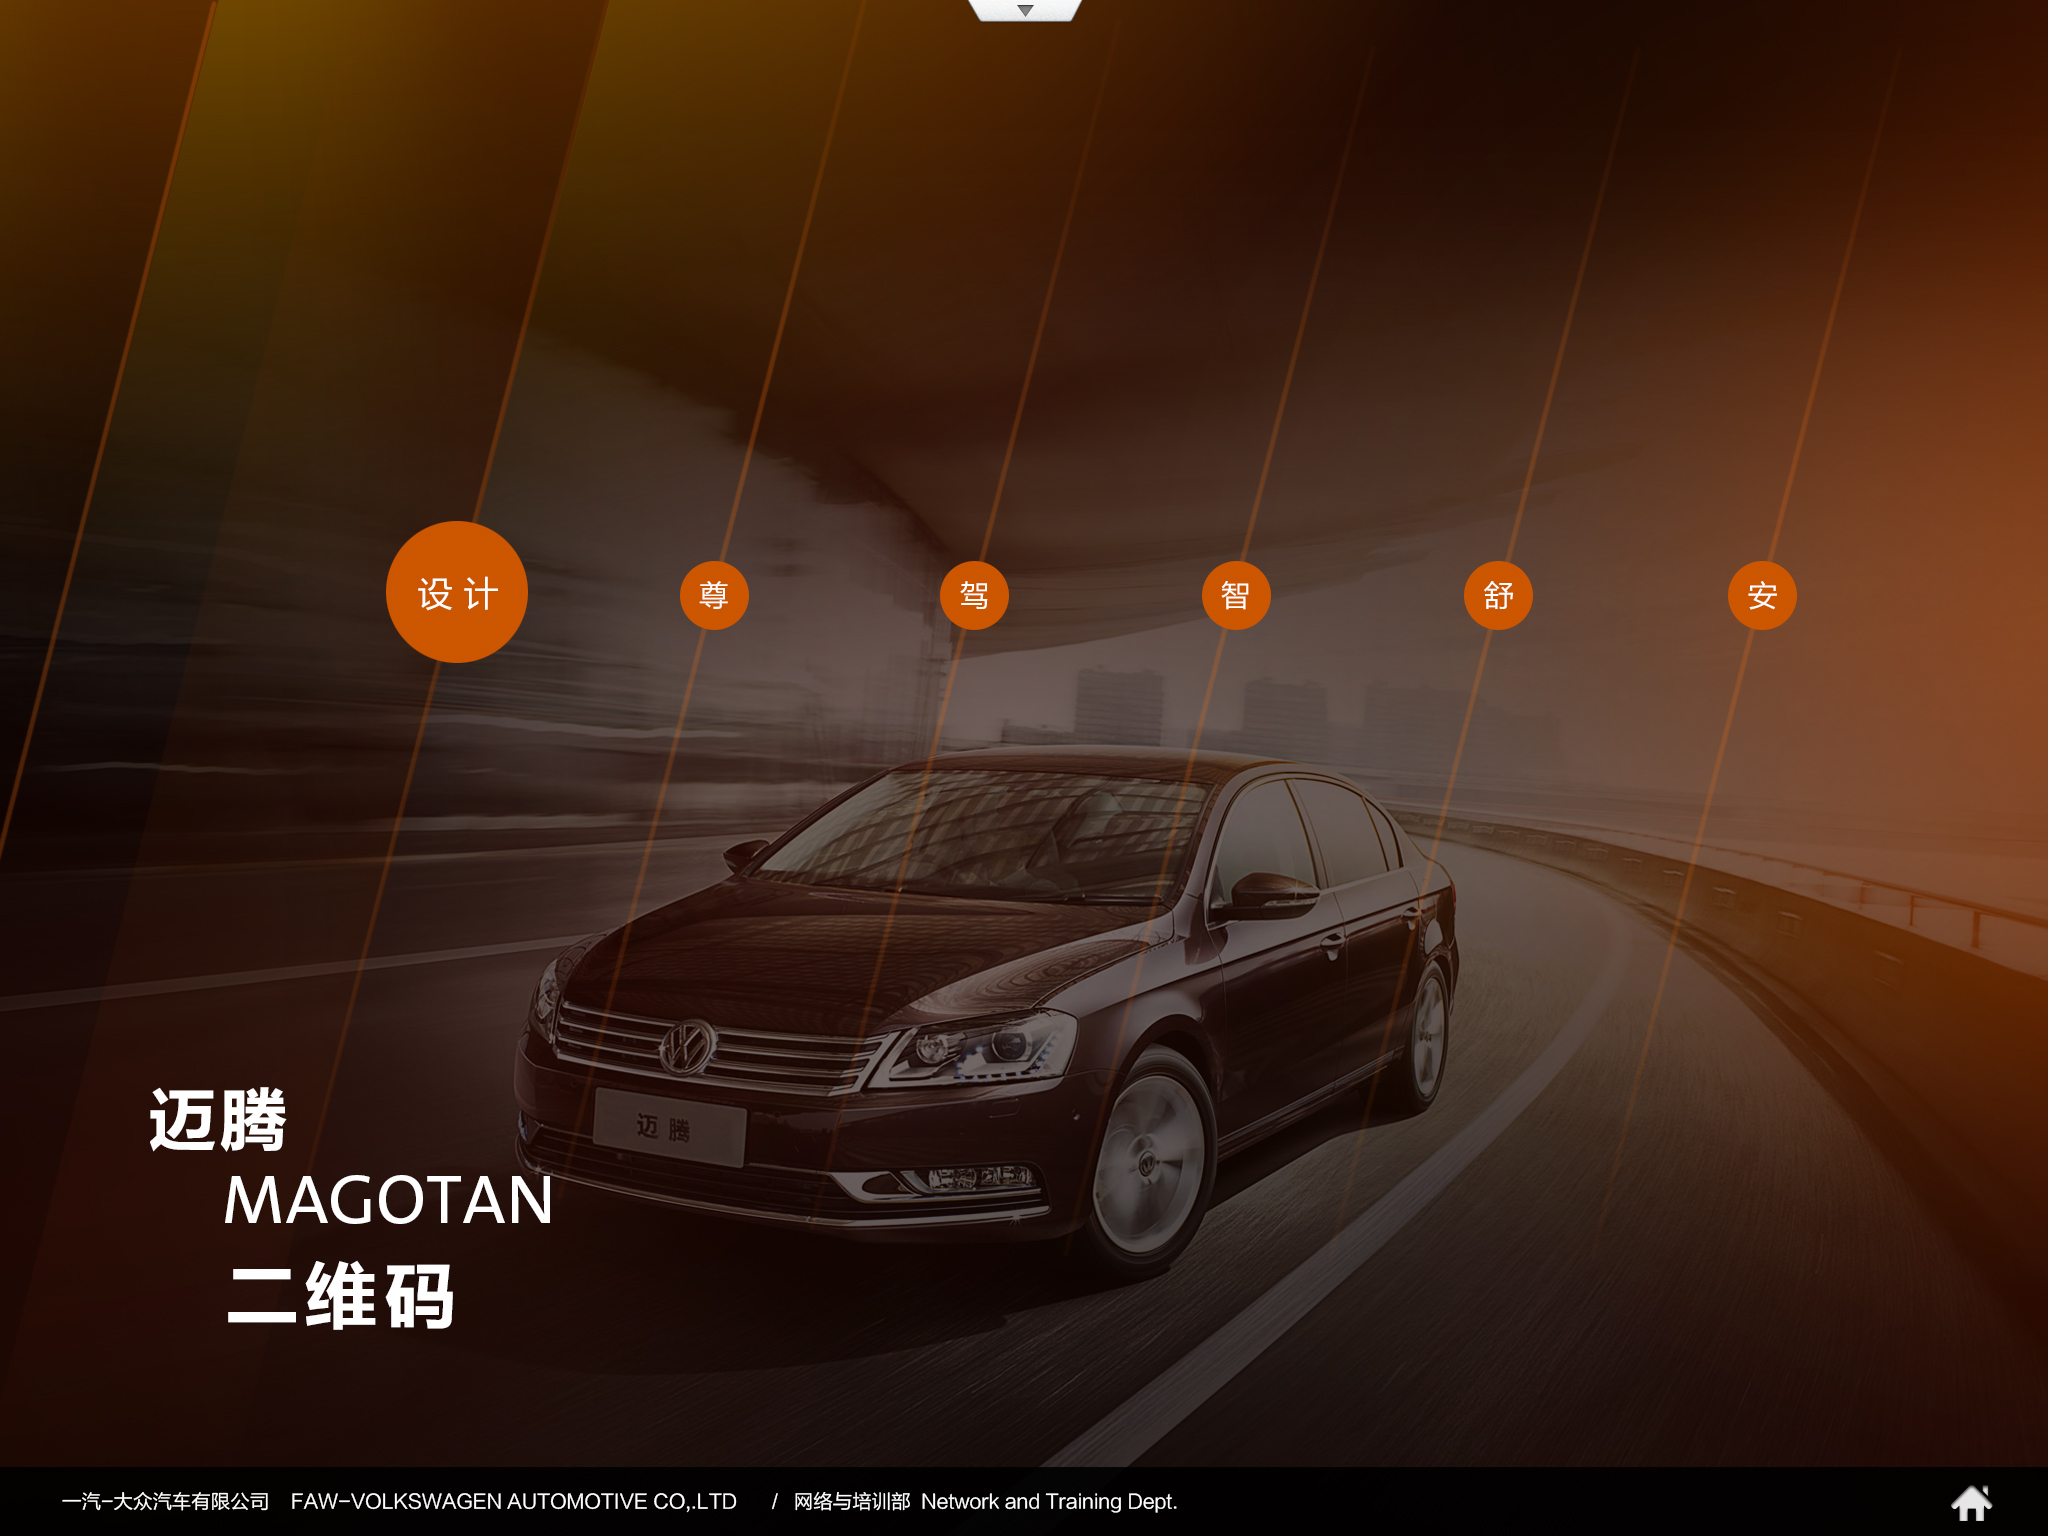 设计
尊
驾
智
舒
安
迈腾
迈腾
MAGOTAN
二维码
一汽-大众汽车有限公司 FAW-VOLKSWAGEN AUTOMOTIVE CO,.LTD / 网络与培训部 Network and Training Dept.